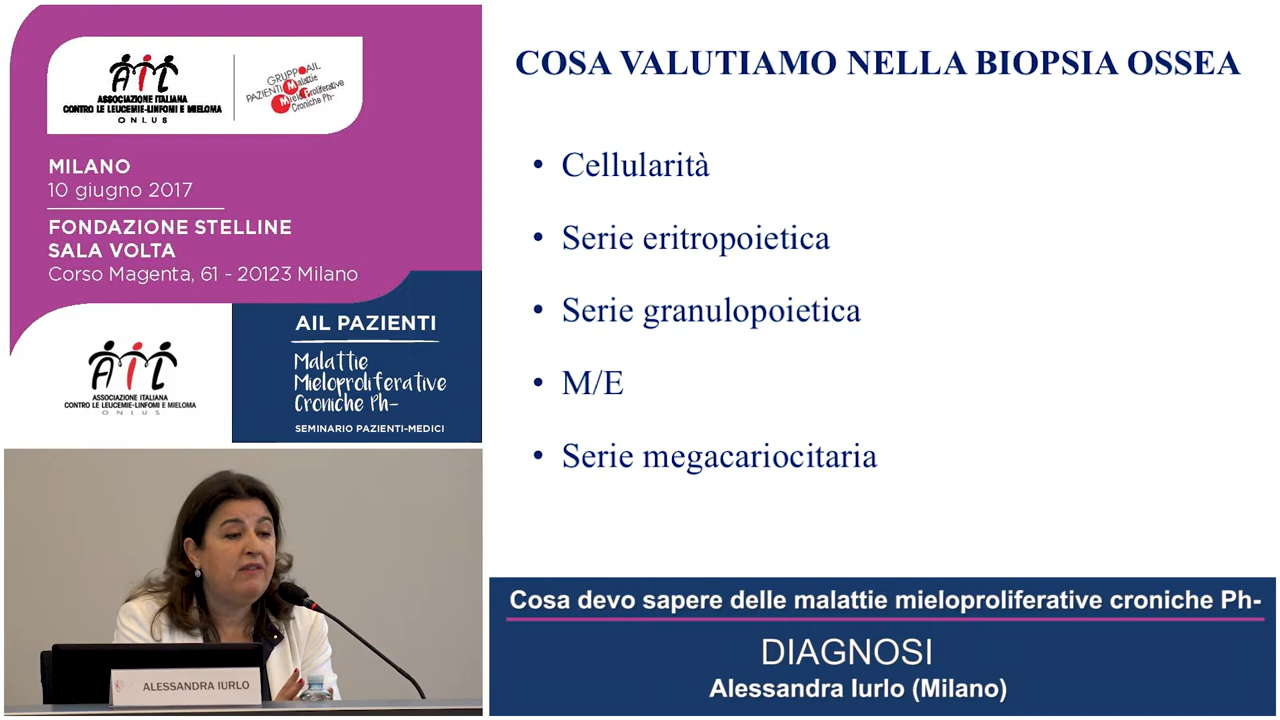 AIL
ASSOCIAZIONE ITALIANA
CONTRO LE LEUCEMIE-LINFOMI E MIELOMA
ONLUS
GRUPPO AIL
PAZIENTI Malattie
Mieloproliferative
Croniche Ph-
MILANO
10 giugno 2017
FONDAZIONE STELLINE
SALA VOLTA
Corso Magenta, 61 - 20123 Milano
AIL
ASSOCIAZIONE ITALIANA
CONTRO LE LEUCEMIE-LINFOMI E MIELOMA
ONLUS
AIL PAZIENTI
Malattie
Mieloproliferative
Croniche Ph-
SEMINARIO PAZIENTI-MEDICI
ALESSANDRA IURLO
COSA VALUTIAMO NELLA BIOPSIA OSSEA
• Cellularità
• Serie eritropoietica
• Serie granulopoietica
• M/E
• Serie megacariocitaria
Cosa devo sapere delle malattie mieloproliferative croniche Ph-
DIAGNOSI
Alessandra Iurlo (Milano)